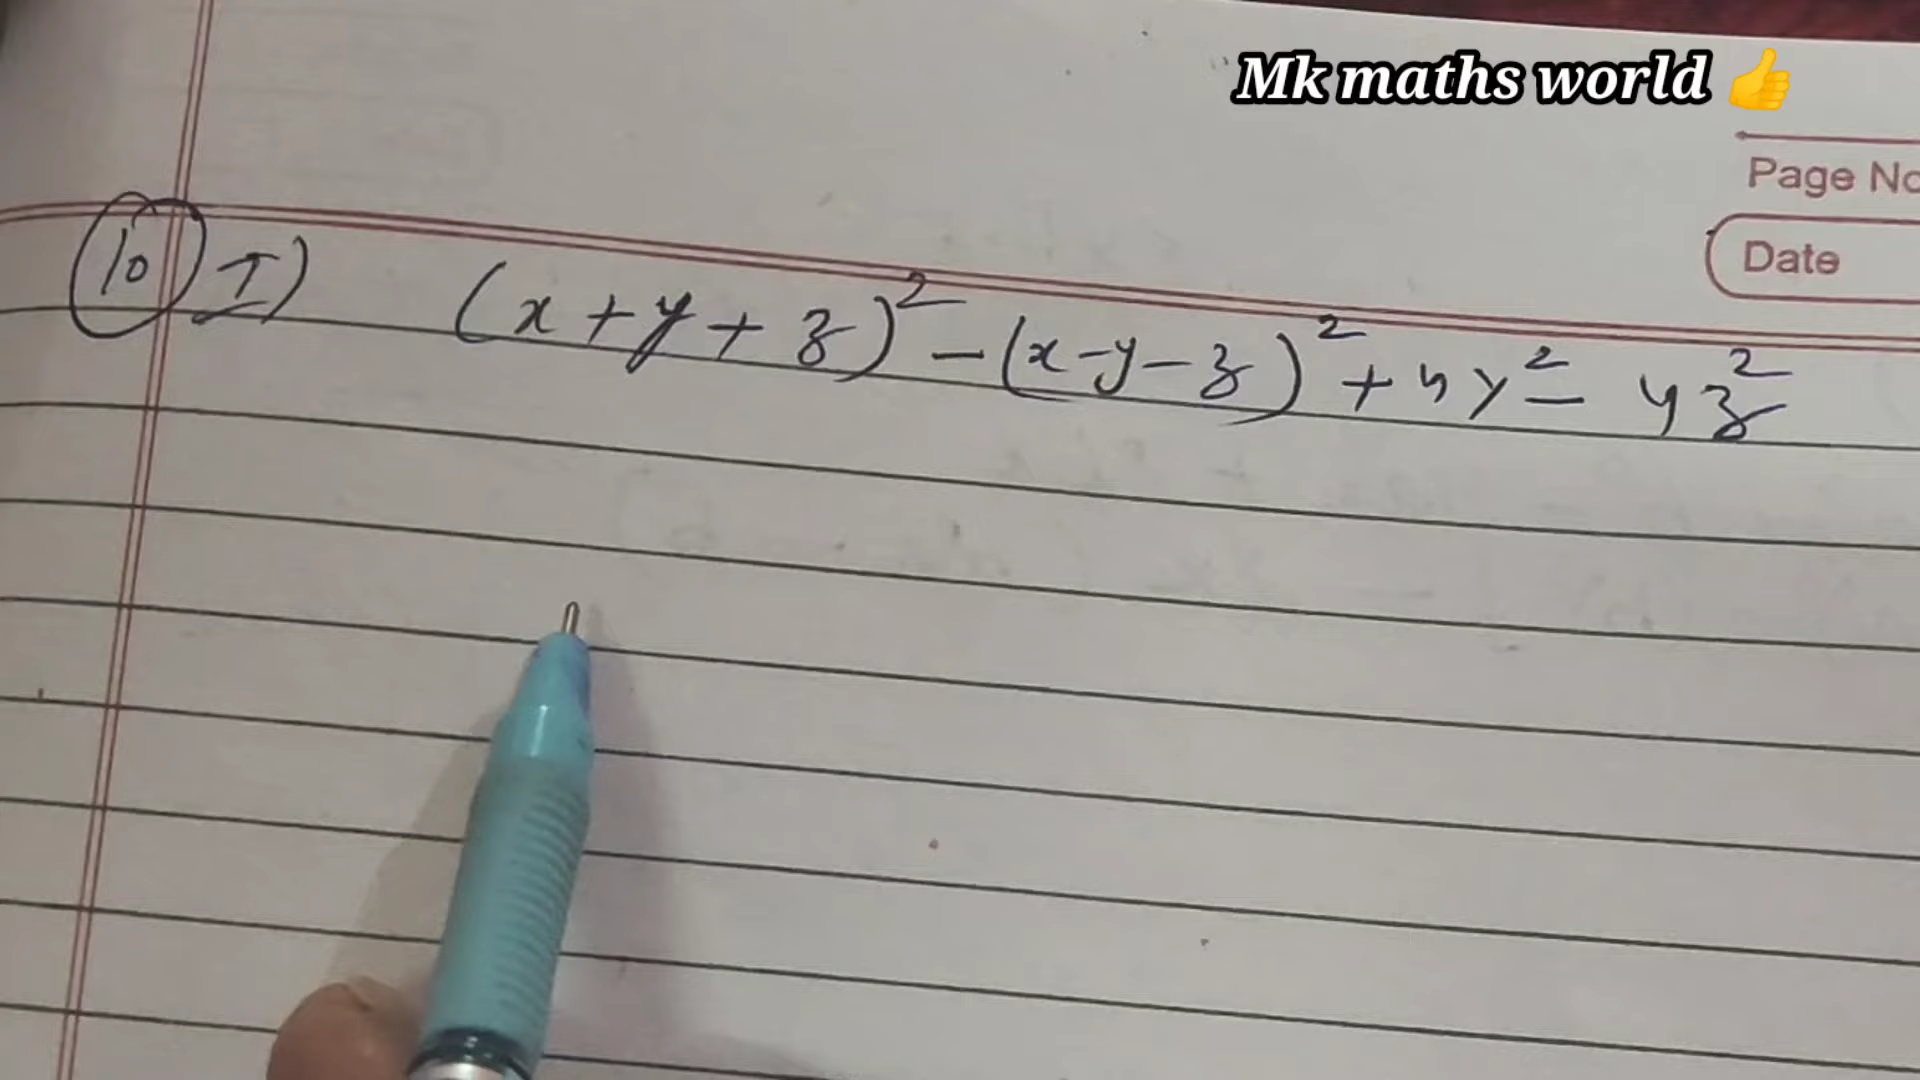 Mk maths world 👍
Page No
Date
10 I) (x+y+z)² - (x-y-z)² + 4y² - 4z²